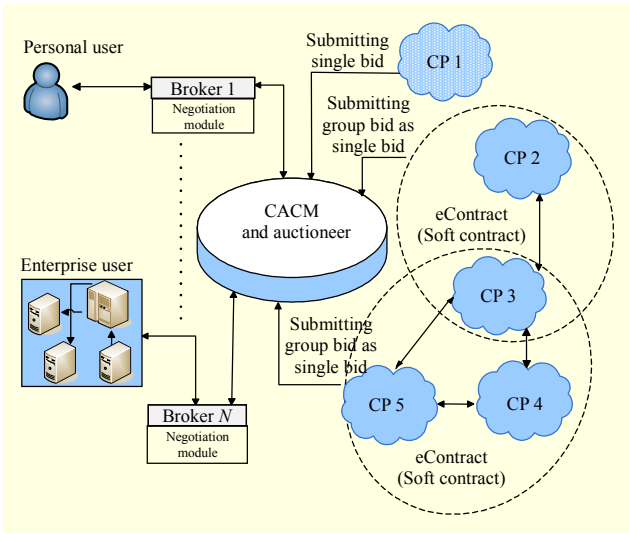 Personal user
Broker 1
Negotiation
module
Submitting
single bid
CP 1
Submitting
group bid as
single bid
CP 2
CACM
and auctioneer
eContract
(Soft contract)
Enterprise user
CP 3
Submitting
group bid as
single bid
CP 5
CP 4
Broker N
Negotiation
module
eContract
(Soft contract)